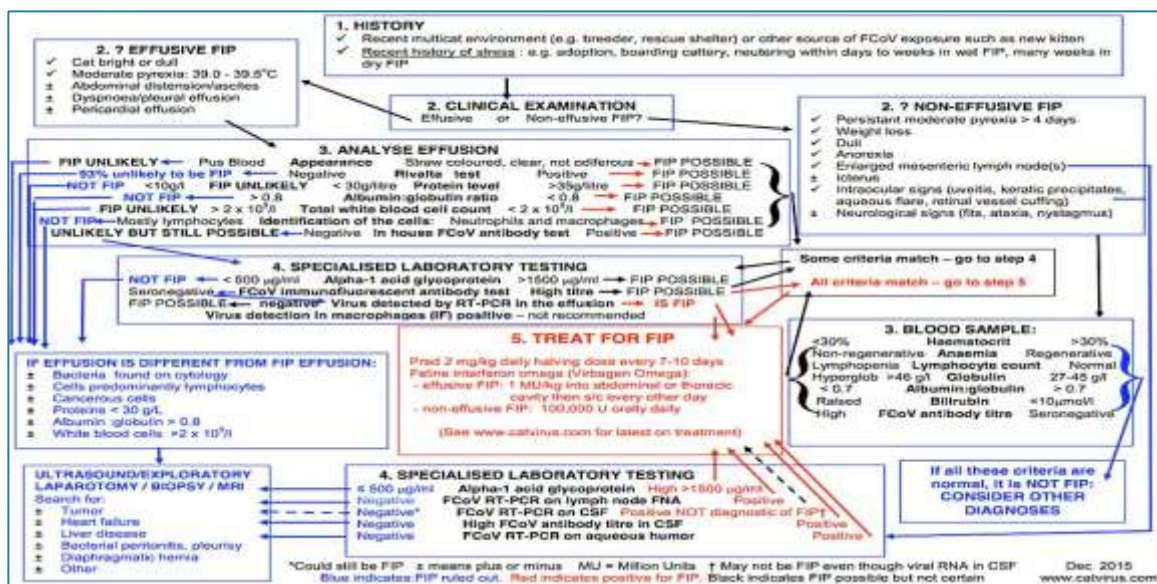 1. HISTORY
✓ Recent multicat environment (e.g. breeder, rescue shelter) or other source of FCoV exposure such as new kitten
✓ Recent history of stress : e.g. adoption, boarding cattery, neutering within days to weeks in wet FIP, many weeks in
dry FIP
2. ? EFFUSIVE FIP
✓ Cat bright or dull
✓ Moderate pyrexia: 39.0 - 39.5°C
± Abdominal distension/ascites
± Dyspnoea/pleural effusion
± Pericardial effusion
2. CLINICAL EXAMINATION
Effusive or Non-effusive FIP?
2. ? NON-EFFUSIVE FIP
✓ Persistant moderate pyrexia > 4 days
✓ Weight loss
✓ Dull
✓ Anorexia
✓ Enlarged mesenteric lymph node(s)
± Icterus
✓ Intraocular signs (uveitis, keratic precipitates,
aqueous flare, retinal vessel cuffing)
± Neurological signs (fits, ataxia, nystagmus)
3. ANALYSE EFFUSION
FIP UNLIKELY Pus Blood Appearance Straw coloured, clear, not odiferous FIP POSSIBLE
93% unlikely to be FIP Negative Rivalta test Positive FIP POSSIBLE
NOT FIP <10g/l FIP UNLIKELY < 30g/litre Protein level >35g/litre FIP POSSIBLE
NOT FIP > 0.8 Albumin:globulin ratio < 0.8 FIP POSSIBLE
FIP UNLIKELY > 2 x 10⁹/l Total white blood cell count < 2 x 10⁹/l FIP POSSIBLE
NOT FIP Mostly lymphocytes Identification of the cells: Neutrophils and macrophages FIP POSSIBLE
UNLIKELY BUT STILL POSSIBLE Negative In house FCoV antibody test Positive FIP POSSIBLE
4. SPECIALISED LABORATORY TESTING
NOT FIP < 500 µg/ml Alpha-1 acid glycoprotein >1500 µg/ml FIP POSSIBLE
Seronegative FCoV immunofluorescent antibody test High titre FIP POSSIBLE
FIP POSSIBLE negative Virus detected by RT-PCR in the effusion IS FIP
Virus detection in macrophages (IF) positive – not recommended
Some criteria match – go to step 4
All criteria match – go to step 5
3. BLOOD SAMPLE:
<30% Haematocrit >30%
Non-regenerative Anaemia Regenerative
Lymphopenia Lymphocyte count Normal
Hyperglob >46 g/l Globulin 27-45 g/l
< 0.7 Albumin:globulin > 0.7
Raised Bilirubin <10µmol/l
High FCoV antibody titre Seronegative
5. TREAT FOR FIP
Pred 2 mg/kg daily halving dose every 7-10 days
Feline interferon omega (Virbagen Omega):
- effusive FIP: 1 MU/kg into abdominal or thoracic
cavity then s/c every other day
- non-effusive FIP: 100,000 U orally daily
(See www.catvirus.com for latest on treatment)
IF EFFUSION IS DIFFERENT FROM FIP EFFUSION:
± Bacteria found on cytology
± Cells predominantly lymphocytes
± Cancerous cells
± Proteins < 30 g/L
± Albumin :globulin > 0.8
± White blood cells >2 x 10⁹/l
ULTRASOUND/EXPLORATORY
LAPAROTOMY / BIOPSY / MRI
Search for:
± Tumor
± Heart failure
± Liver disease
± Bacterial peritonitis, pleurisy
± Diaphragmatic hernia
± Other
4. SPECIALISED LABORATORY TESTING
≤ 500 µg/ml Alpha-1 acid glycoprotein High >1500 µg/ml
Negative FCoV RT-PCR on lymph node FNA Positive
Negative* FCoV RT-PCR on CSF Positive NOT diagnostic of FIP†
Negative High FCoV antibody titre in CSF Positive
Negative FCoV RT-PCR on aqueous humor Positive
If all these criteria are
normal, it is NOT FIP:
CONSIDER OTHER
DIAGNOSES
*Could still be FIP ± means plus or minus MU = Million Units † May not be FIP even though viral RNA in CSF Dec 2015
Blue indicates FIP ruled out. Red indicates positive for FIP. Black indicates FIP possible but not certain www.catvirus.com